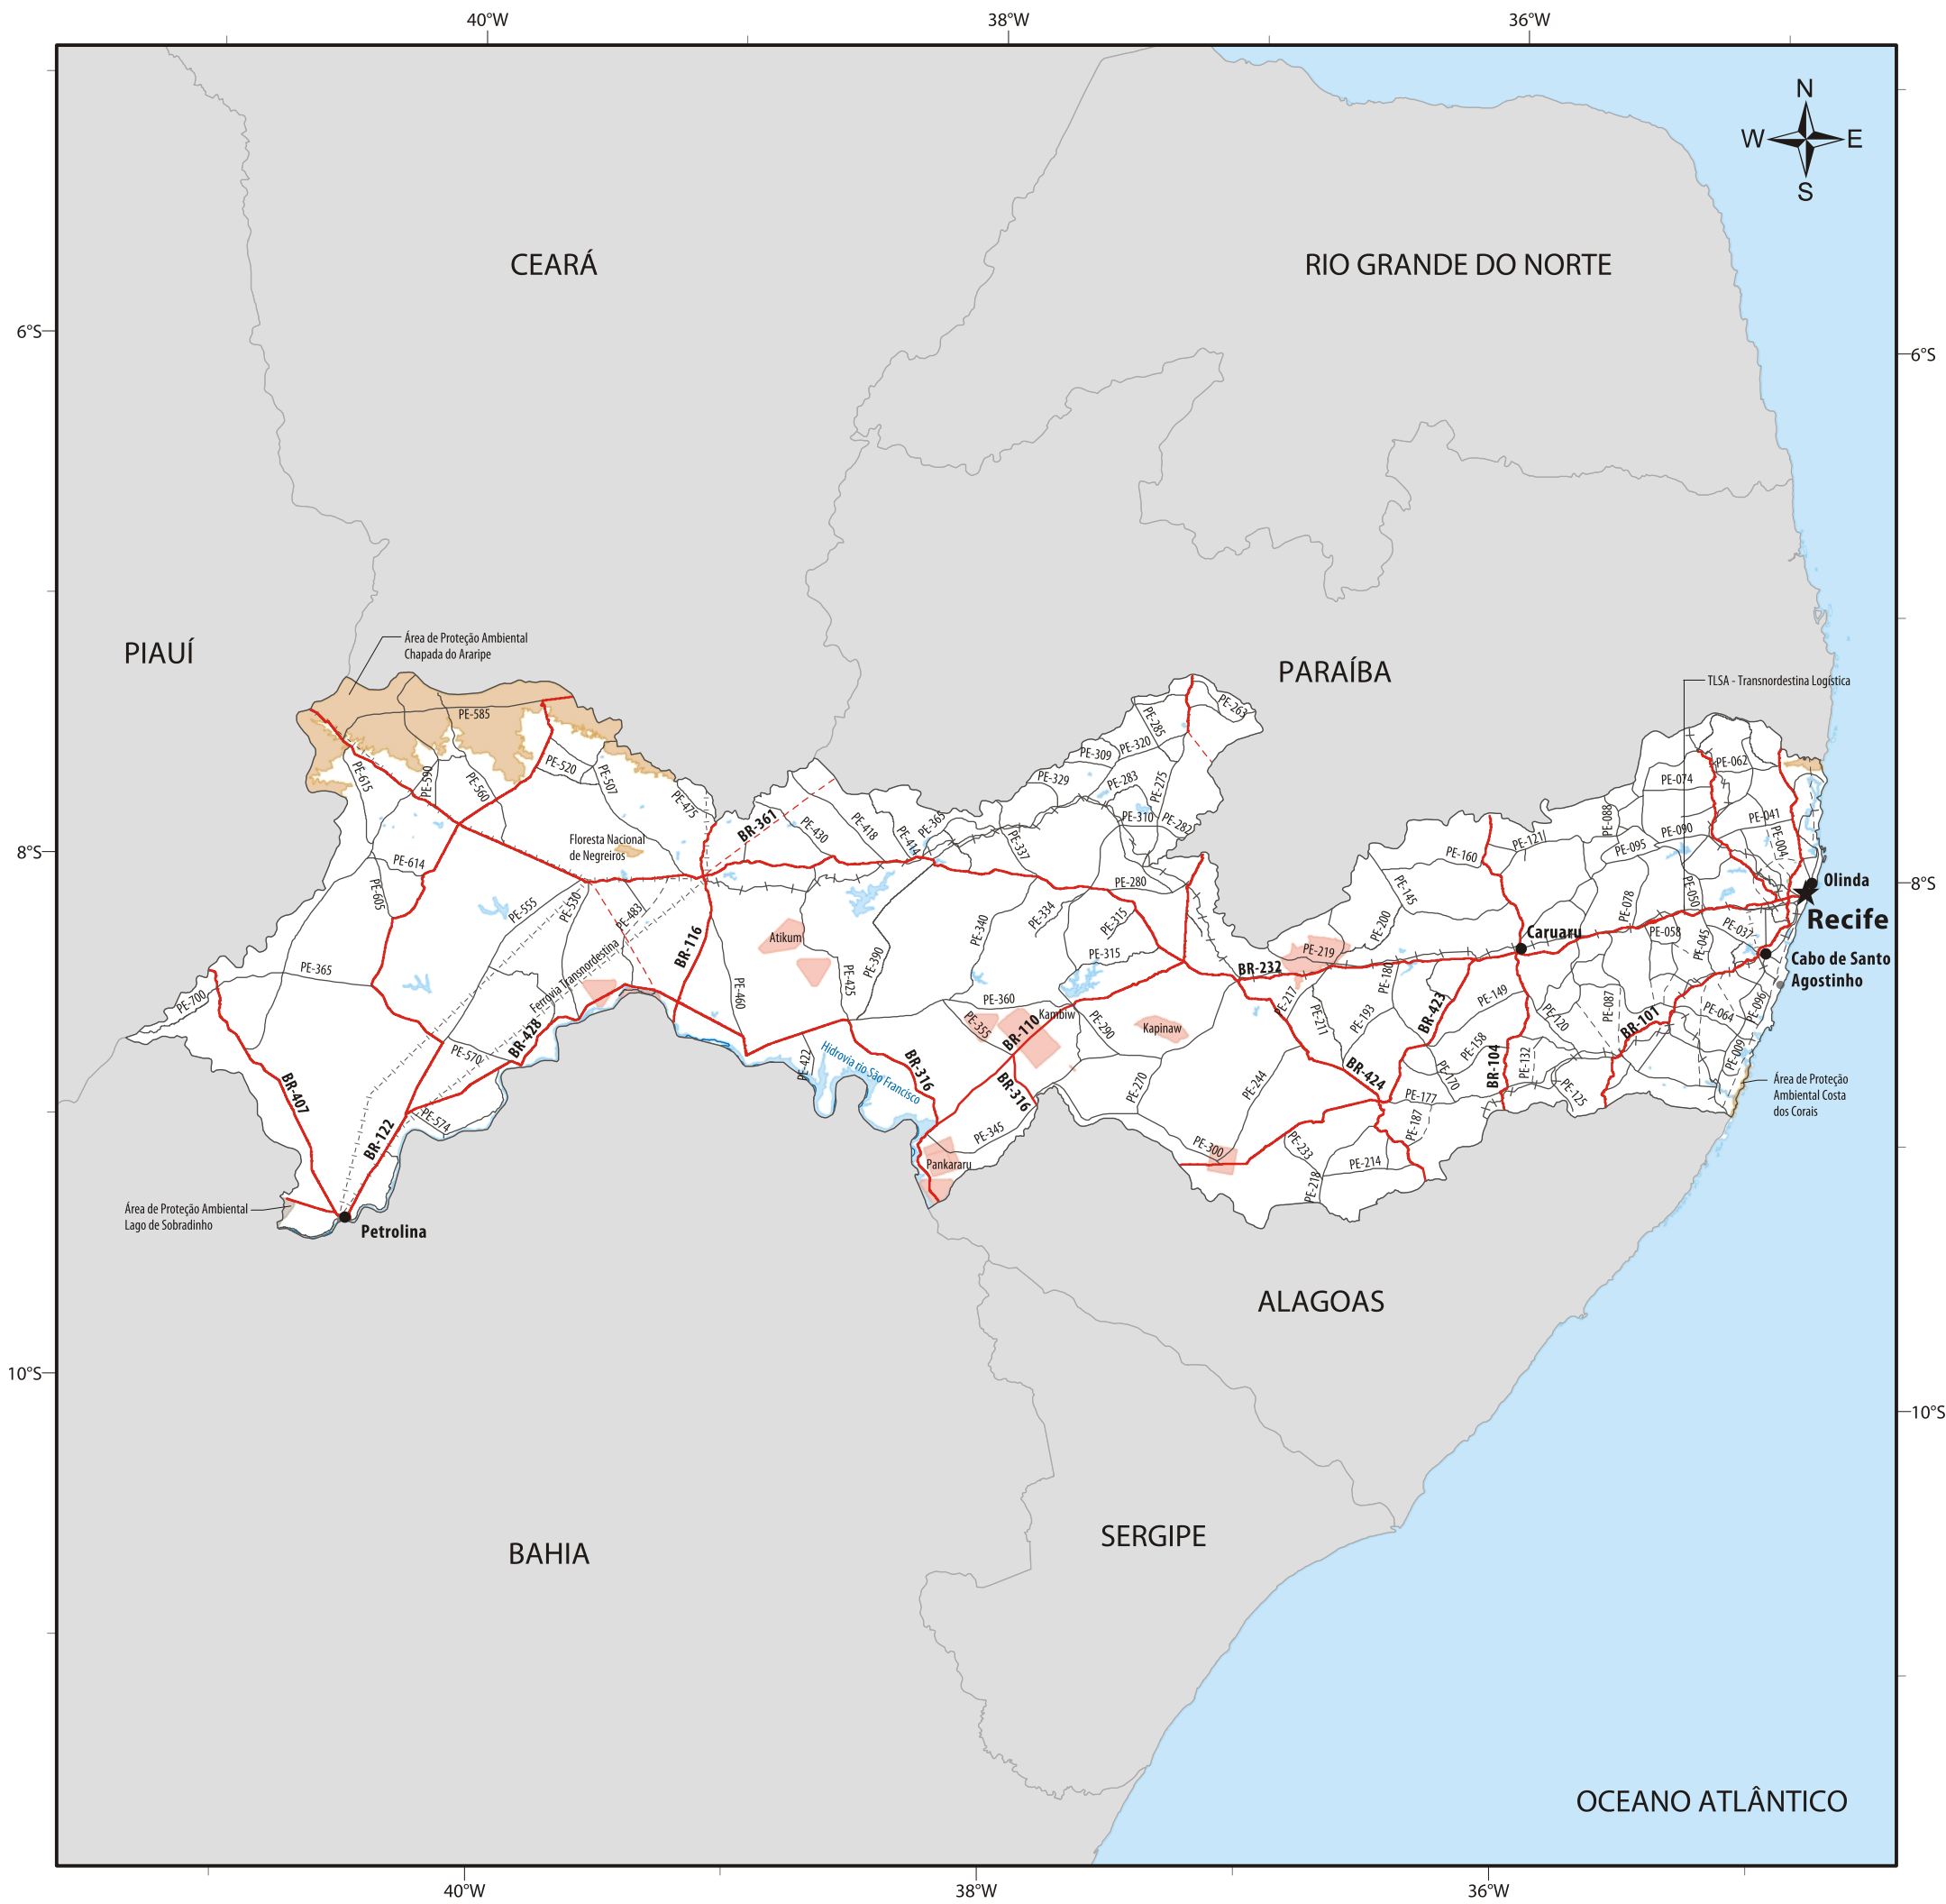 40°W
38°W
36°W
N
W
E
S
CEARÁ
RIO GRANDE DO NORTE
6°S
6°S
PIAUÍ
Área de Proteção Ambiental
Chapada do Araripe
PARAÍBA
TLSA - Transnordestina Logística
PE-585
PE-263
PE-285
PE-320
PE-309
PE-329
PE-283
PE-275
PE-062
PE-074
PE-615
PE-590
PE-560
PE-520
PE-507
PE-475
BR-361
PE-430
PE-418
PE-414
PE-365
PE-337
PE-310
PE-282
PE-160
PE-121
PE-088
PE-090
PE-095
PE-041
PE-004
8°S
8°S
Floresta Nacional
de Negreiros
PE-614
PE-605
PE-555
PE-530
PE-483
PE-280
PE-145
PE-200
PE-078
PE-050
Olinda
Recife
Atikum
PE-340
PE-334
PE-315
PE-315
PE-390
BR-116
PE-219
Caruaru
PE-058
PE-045
PE-037
Cabo de Santo
Agostinho
PE-365
PE-700
Ferrovia Transnordestina
PE-460
PE-425
BR-232
PE-180
PE-217
PE-211
PE-193
BR-423
PE-149
PE-120
PE-087
BR-101
PE-064
PE-096
PE-360
PE-355
BR-110
Kambiw
PE-290
Kapinaw
BR-428
PE-570
PE-422
Hidrovia rio São Francisco
BR-316
BR-316
PE-270
PE-244
BR-424
PE-158
PE-170
BR-104
PE-132
PE-125
PE-009
Área de Proteção
Ambiental Costa
dos Corais
BR-407
BR-122
PE-574
PE-345
Pankararu
PE-300
PE-233
PE-218
PE-214
PE-177
PE-187
Área de Proteção Ambiental
Lago de Sobradinho
Petrolina
ALAGOAS
10°S
10°S
SERGIPE
BAHIA
OCEANO ATLÂNTICO
40°W
38°W
36°W